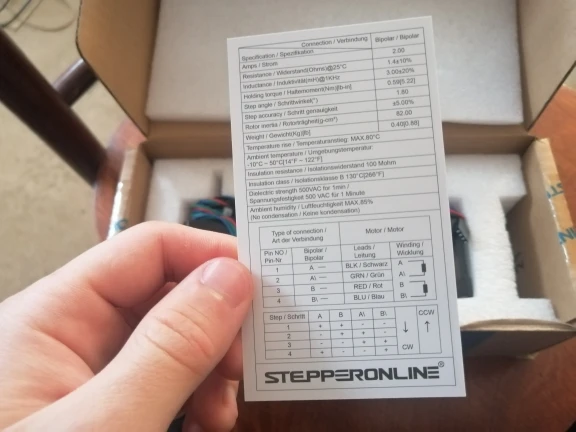 Connection / Verbindung Bipolar / Bipolar
Specification / Spezifikation
Amps / Strom 2.00
Resistance / Widerstand(Ohms)@25°C 1.4±10%
Inductance / Induktivität(mH)@1KHz 3.00±20%
Holding torque / Haltemoment(Nm)[lb-in] 0.59[5.22]
Step angle / Schrittwinkel(°) 1.80
Step accuracy / Schritt genauigkeit ±5.00%
Rotor inertia / Rotorträgheit(g-cm²) 82.00
Weight / Gewicht(Kg)[lb] 0.40[0.88]
Temperature rise / Temperaturanstieg: MAX.80°C
Ambient temperature / Umgebungstemperatur:
-10°C ~ 50°C[14°F ~ 122°F]
Insulation resistance / Isolationswiderstand 100 Mohm
Insulation class / Isolationsklasse B 130°C[266°F]
Dielectric strength 500VAC for 1min /
Spannungsfestigkeit 500 VAC für 1 Minute
Ambient humidity / Luftfeuchtigkeit MAX.85%
(No condensation / Keine kondensation)
Type of connection / Art der Verbindung Motor / Motor
Pin NO / Pin-Nr Bipolar / Bipolar Leads / Leitung Winding / Wicklung
1 A — BLK / Schwarz A
2 A\ — GRN / Grün A\
3 B — RED / Rot B
4 B\ — BLU / Blau B\
Step / Schritt A B A\ B\ CCW
1 + + - -
2 - + + -
3 - - + +
4 + - - + CW
STEPPERONLINE®